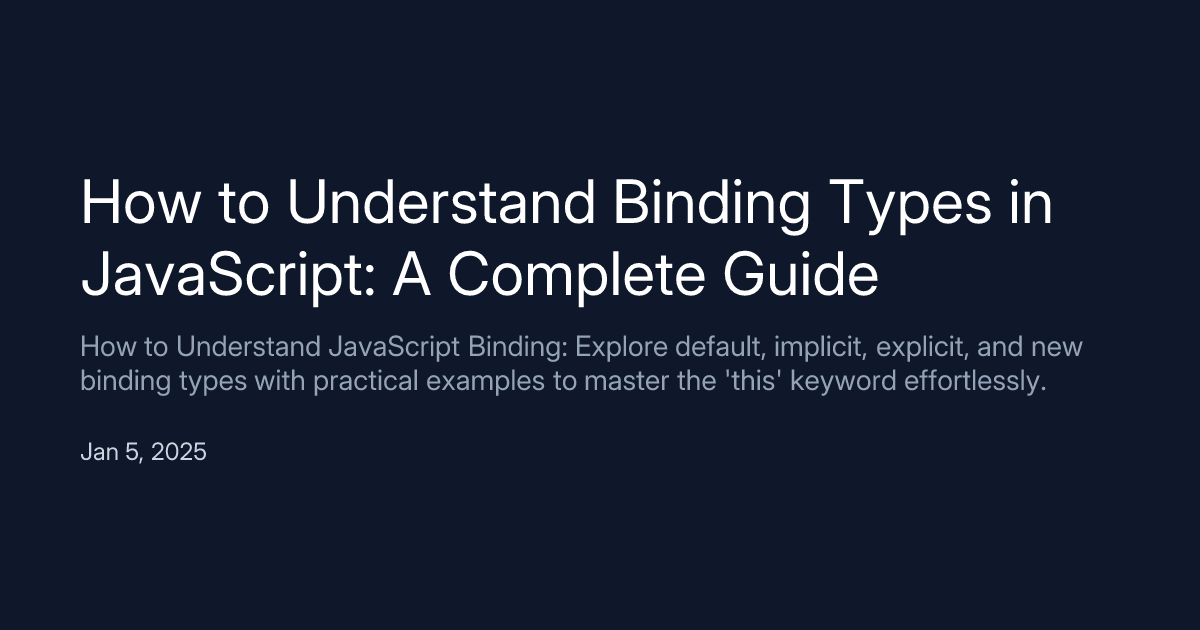 How to Understand Binding Types in
JavaScript: A Complete Guide
How to Understand JavaScript Binding: Explore default, implicit, explicit, and new
binding types with practical examples to master the 'this' keyword effortlessly.
Jan 5, 2025